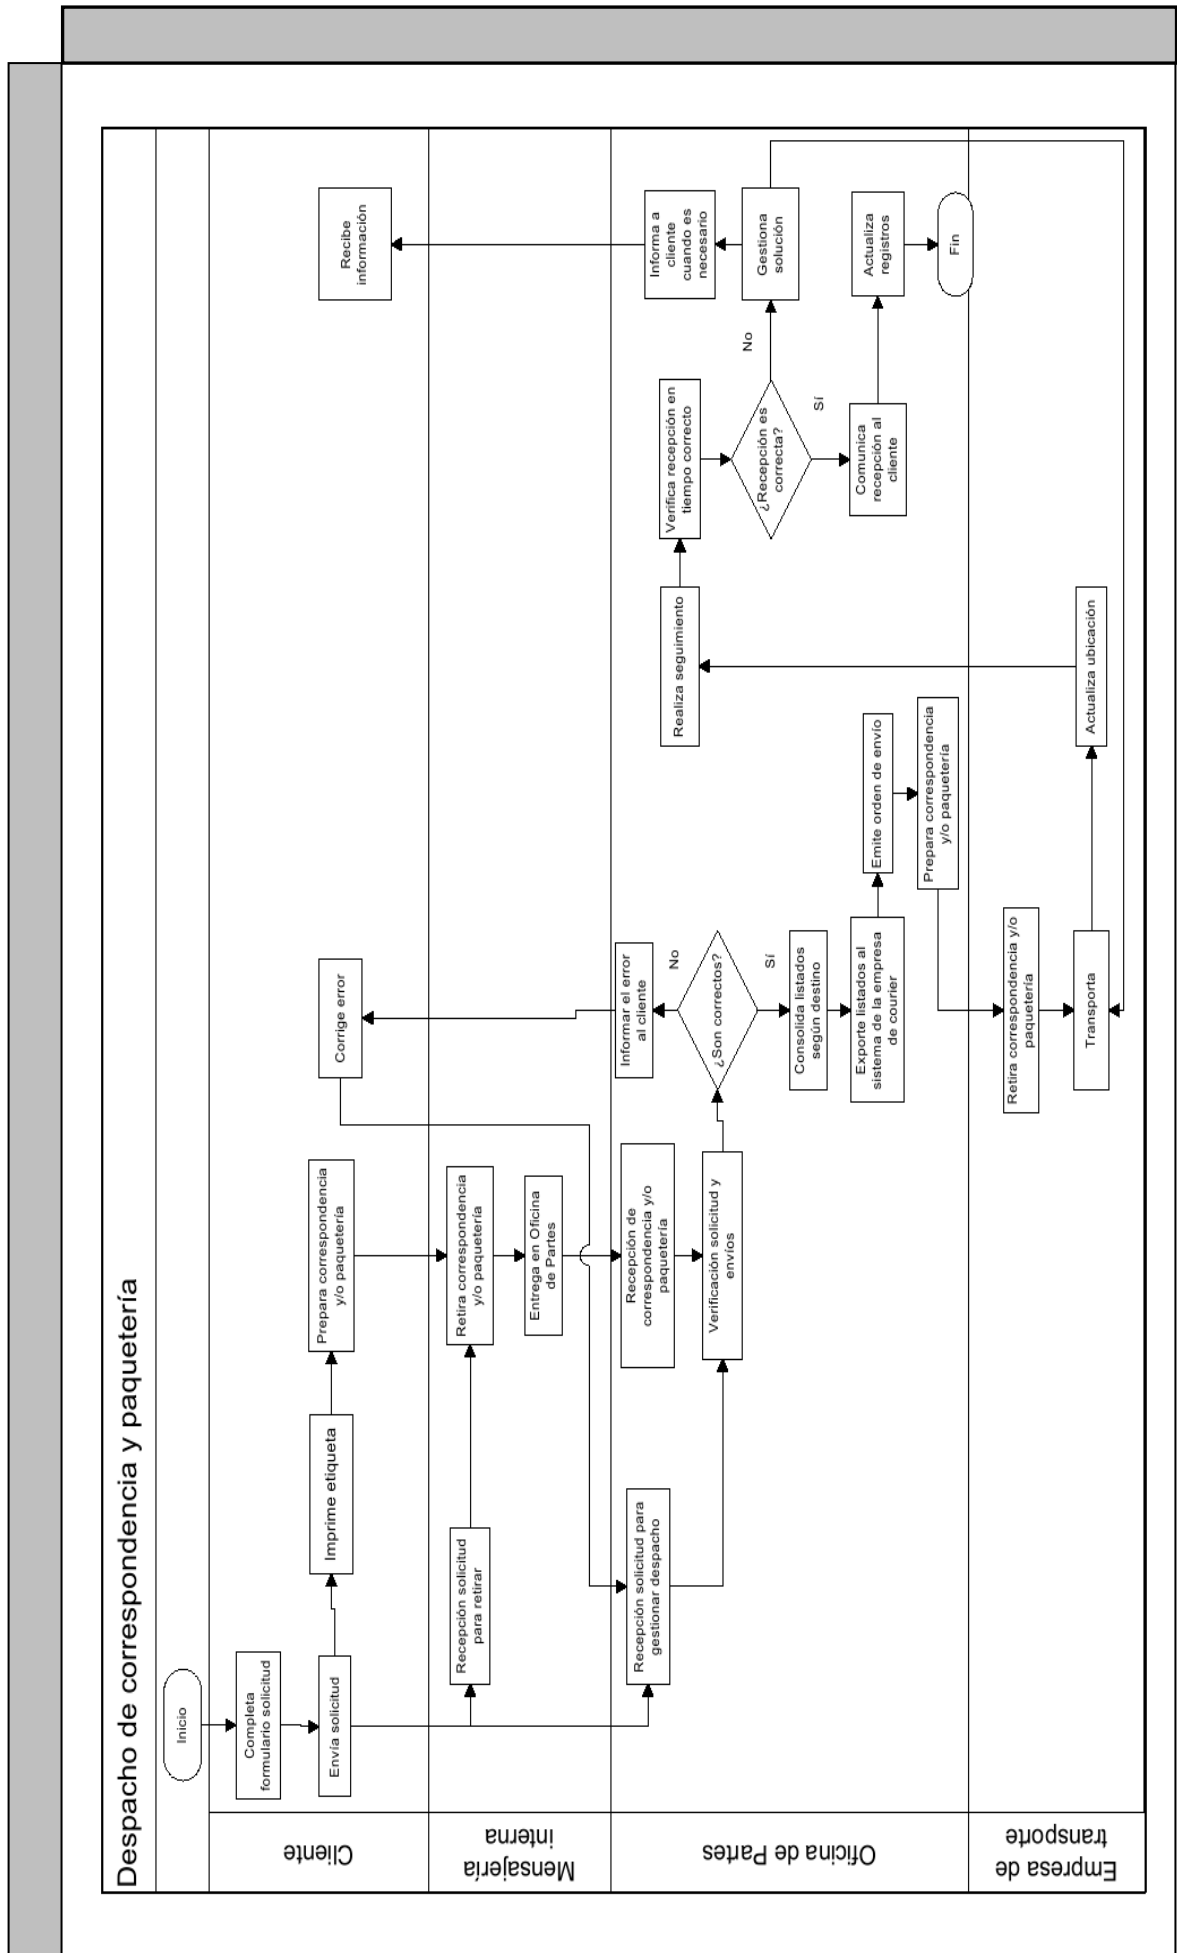 Despacho de correspondencia y paquetería
Inicio
Cliente
Completa
formulario solicitud
Envía solicitud
Imprime etiqueta
Prepara correspondencia
y/o paquetería
Corrige error
Recibe
información
Mensajería
interna
Recepción solicitud
para retirar
Retira correspondencia
y/o paquetería
Entrega en Oficina
de Partes
Oficina de Partes
Recepción solicitud para
gestionar despacho
Recepción de
correspondencia y/o
paquetería
Verificación solicitud y
envíos
¿Son correctos?
No
Informar el error
al cliente
Sí
Consolida listados
según destino
Exporte listados al
sistema de la empresa
de courier
Emite orden de envío
Prepara correspondencia
y/o paquetería
Realiza seguimiento
Verifica recepción en
tiempo correcto
¿Recepción es
correcta?
No
Gestiona
solución
Informa a
cliente
cuando es
necesario
Sí
Comunica
recepción al
cliente
Actualiza
registros
Fin
Empresa de
transporte
Retira correspondencia y/o
paquetería
Transporta
Actualiza ubicación